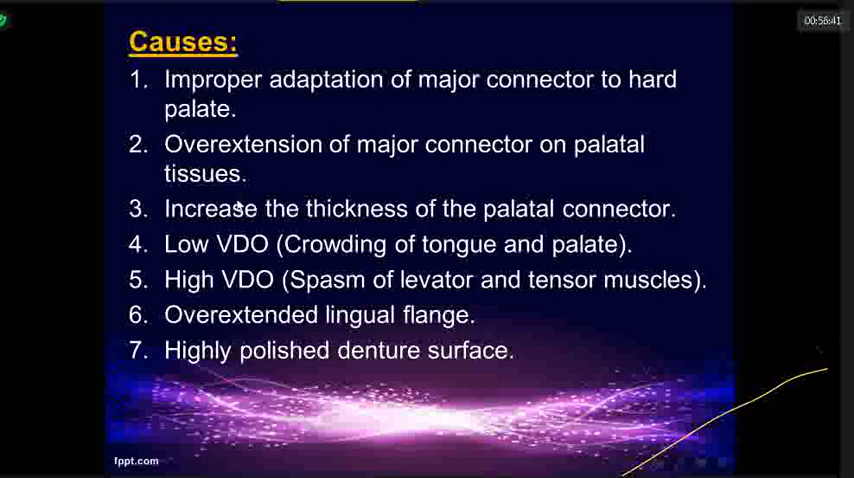 00:56:41
Causes:
1. Improper adaptation of major connector to hard
palate.
2. Overextension of major connector on palatal
tissues.
3. Increase the thickness of the palatal connector.
4. Low VDO (Crowding of tongue and palate).
5. High VDO (Spasm of levator and tensor muscles).
6. Overextended lingual flange.
7. Highly polished denture surface.
fppt.com